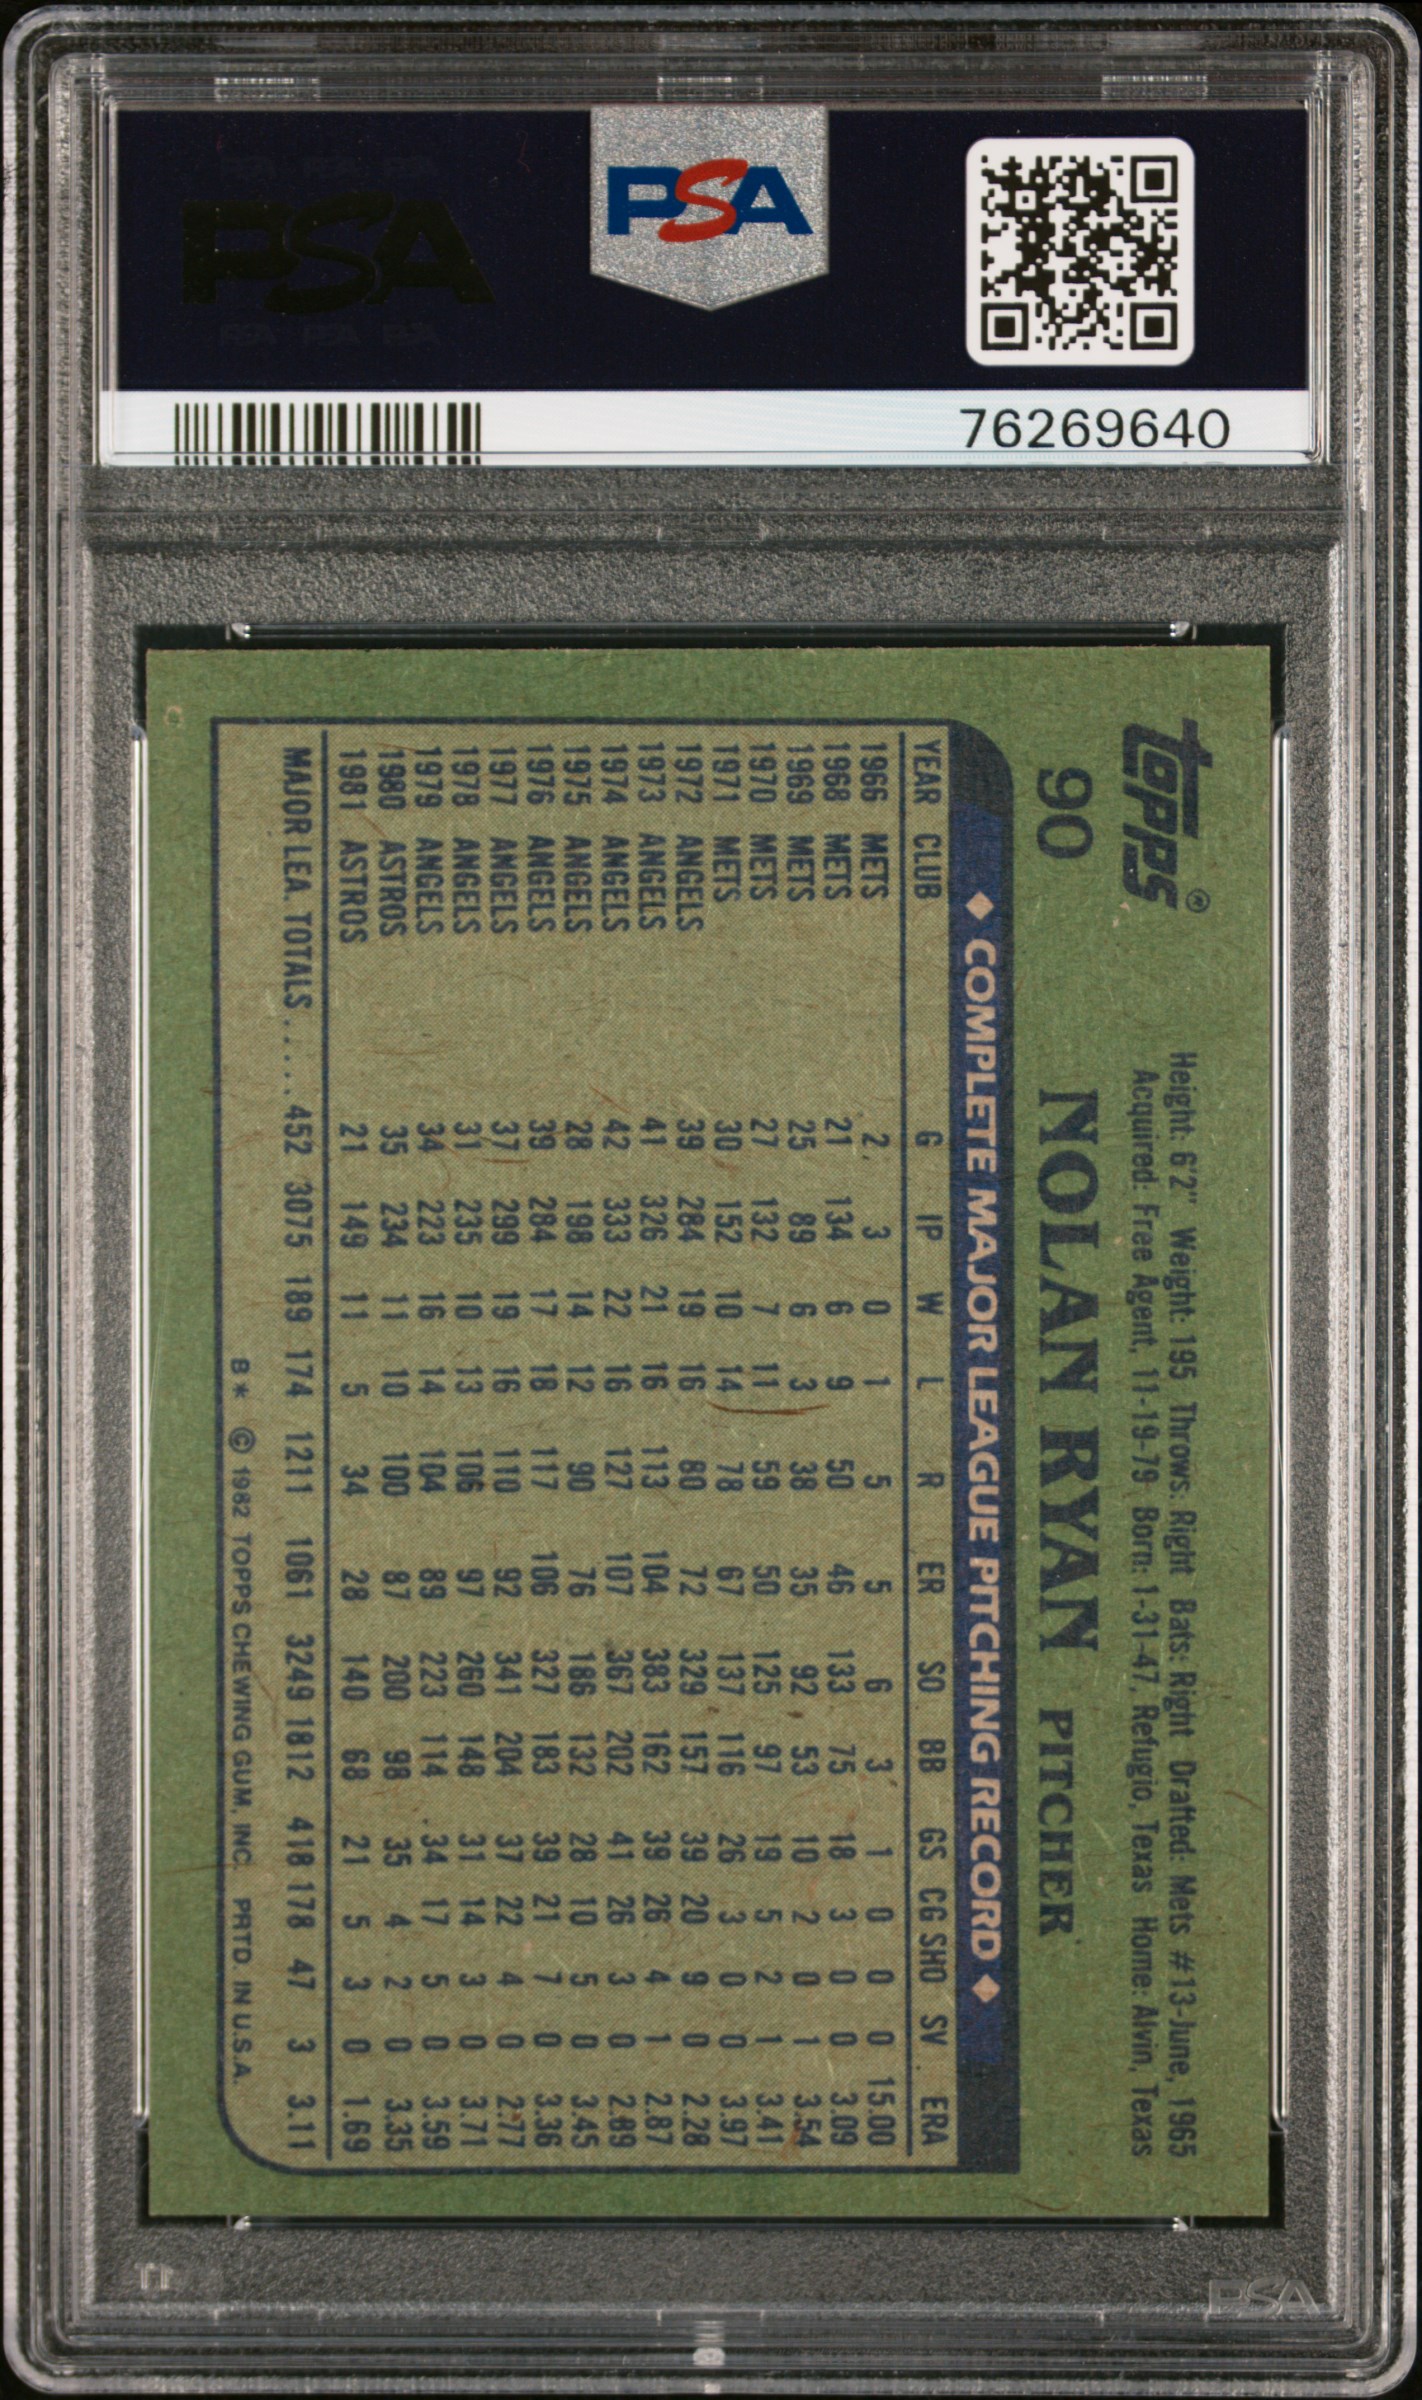 PSA
PSA
76269640
topps®
Height: 6'2" Weight: 195 Throws: Right Bats: Right Drafted: Mets #13-June, 1965
Acquired: Free Agent, 11-19-79 Born: 1-31-47, Refugio, Texas Home: Alvin, Texas
90 NOLAN RYAN PITCHER
◆ COMPLETE MAJOR LEAGUE PITCHING RECORD ◆
YEAR CLUB G IP W L R ER SO BB GS CG SHO SV ERA
1966 METS 2 3 0 1 5 5 6 3 1 0 0 0 15.00
1968 METS 21 134 6 9 50 46 133 75 18 3 0 0 3.09
1969 METS 25 89 6 3 38 35 92 53 10 2 0 1 3.54
1970 METS 27 132 7 11 59 50 125 97 19 5 2 1 3.41
1971 METS 30 152 10 14 78 67 137 116 26 3 0 0 3.97
1972 ANGELS 39 284 19 16 80 72 329 157 39 20 9 0 2.28
1973 ANGELS 41 326 21 16 113 104 383 162 39 26 4 1 2.87
1974 ANGELS 42 333 22 16 127 107 367 202 41 26 3 0 2.89
1975 ANGELS 28 198 14 12 90 76 186 132 28 10 5 0 3.45
1976 ANGELS 39 284 17 18 117 106 327 183 39 21 7 0 3.36
1977 ANGELS 37 299 19 16 110 92 341 204 37 22 4 0 2.77
1978 ANGELS 31 235 10 13 106 97 260 148 31 14 3 0 3.71
1979 ANGELS 34 223 16 14 104 89 223 114 34 17 5 0 3.59
1980 ASTROS 35 234 11 10 100 87 200 98 35 4 2 0 3.35
1981 ASTROS 21 149 11 5 34 28 140 68 21 5 3 0 1.69
MAJOR LEA. TOTALS...... 452 3075 189 174 1211 1061 3249 1812 418 178 47 3 3.11
B* © 1982 TOPPS CHEWING GUM, INC. PRTD. IN U.S.A.
C
PSA